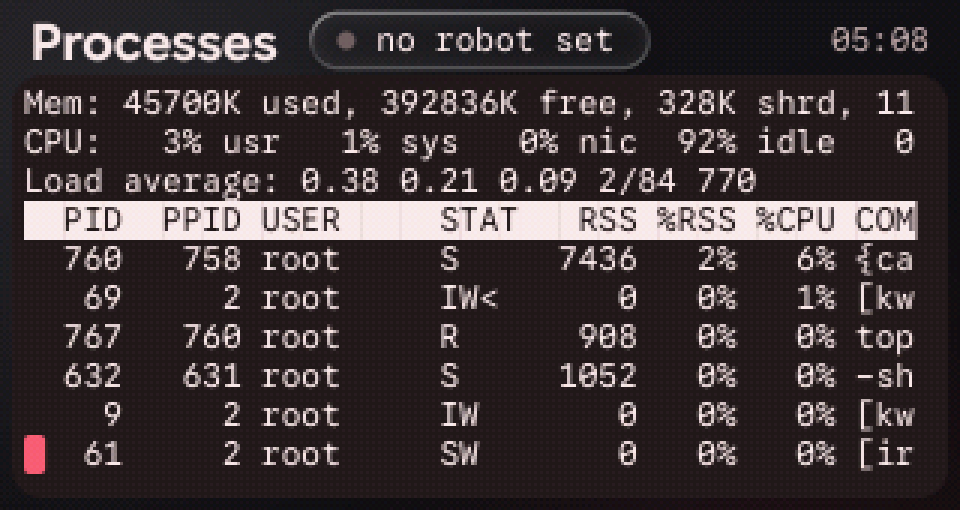 Processes no robot set 05:08
Mem: 45700K used, 392836K free, 328K shrd, 11
CPU: 3% usr 1% sys 0% nic 92% idle 0
Load average: 0.38 0.21 0.09 2/84 770
PID PPID USER STAT RSS %RSS %CPU COM
760 758 root S 7436 2% 6% {ca
69 2 root IW< 0 0% 1% [kw
767 760 root R 908 0% 0% top
632 631 root S 1052 0% 0% -sh
9 2 root IW 0 0% 0% [kw
61 2 root SW 0 0% 0% [ir